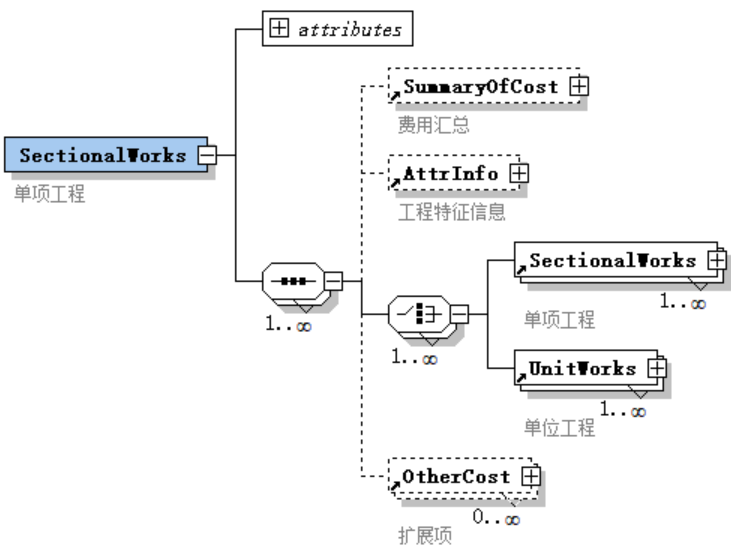 attributes
SummaryOfCost
费用汇总
SectionalWorks
单项工程
AttrInfo
工程特征信息
SectionalWorks
1..∞
单项工程
1..∞
1..∞
UnitWorks
1..∞
单位工程
OtherCost
0..∞
扩展项